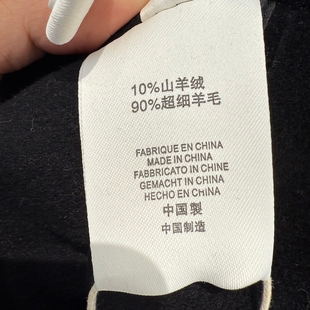 10%山羊绒
90%超细羊毛
FABRIQUE EN CHINA
MADE IN CHINA
FABBRICATO IN CHINE
GEMACHT IN CHINA
HECHO EN CHINA
中国製
中国制造